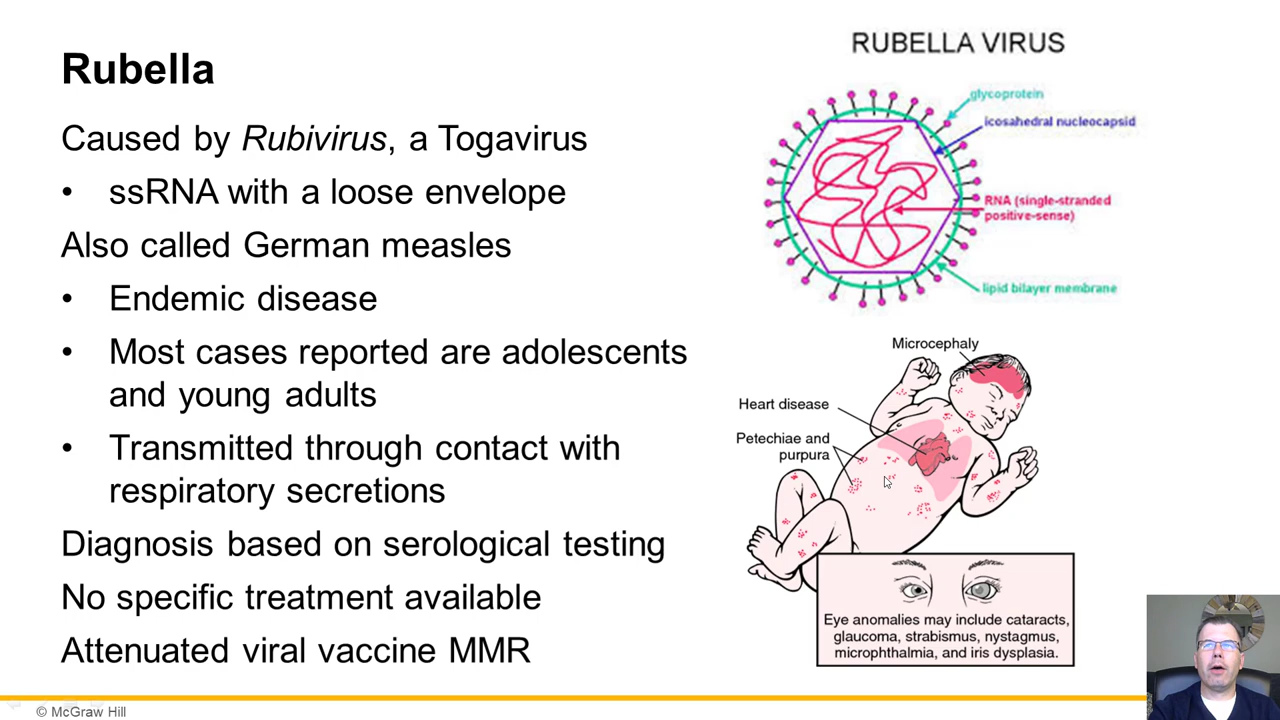 Rubella
Caused by Rubivirus, a Togavirus
• ssRNA with a loose envelope
Also called German measles
• Endemic disease
• Most cases reported are adolescents
and young adults
• Transmitted through contact with
respiratory secretions
Diagnosis based on serological testing
No specific treatment available
Attenuated viral vaccine MMR
RUBELLA VIRUS
glycoprotein
icosahedral nucleocapsid
RNA (single-stranded
positive-sense)
lipid bilayer membrane
Microcephaly
Heart disease
Petechiae and
purpura
Eye anomalies may include cataracts,
glaucoma, strabismus, nystagmus,
microphthalmia, and iris dysplasia.
© McGraw Hill